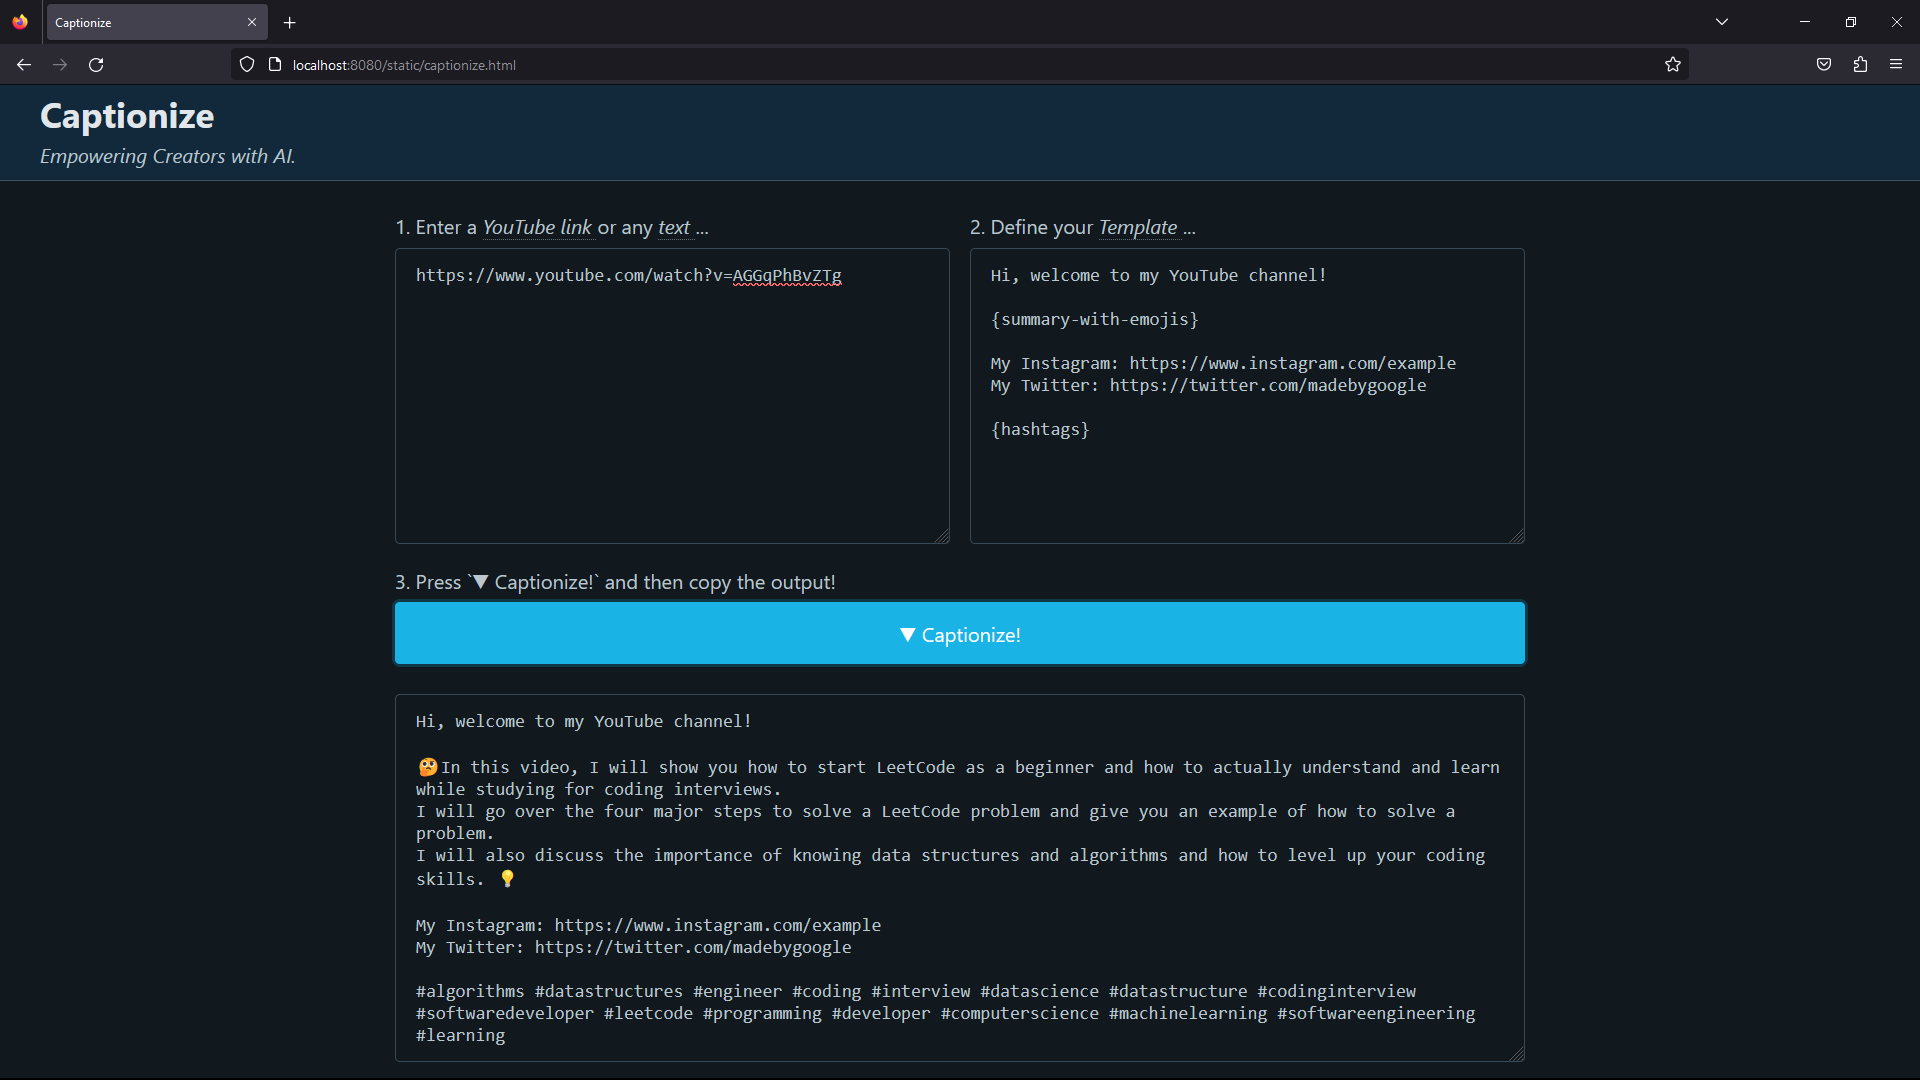 Captionize
localhost:8080/static/captionize.html
Captionize
Empowering Creators with AI.
1. Enter a YouTube link or any text ...
https://www.youtube.com/watch?v=AGGqPhBvZTg
2. Define your Template ...
Hi, welcome to my YouTube channel!
{summary-with-emojis}
My Instagram: https://www.instagram.com/example
My Twitter: https://twitter.com/madebygoogle
{hashtags}
3. Press `▼ Captionize!` and then copy the output!
▼ Captionize!
Hi, welcome to my YouTube channel!
🤔In this video, I will show you how to start LeetCode as a beginner and how to actually understand and learn
while studying for coding interviews.
I will go over the four major steps to solve a LeetCode problem and give you an example of how to solve a
problem.
I will also discuss the importance of knowing data structures and algorithms and how to level up your coding
skills. 💡
My Instagram: https://www.instagram.com/example
My Twitter: https://twitter.com/madebygoogle
#algorithms #datastructures #engineer #coding #interview #datascience #datastructure #codinginterview
#softwaredeveloper #leetcode #programming #developer #computerscience #machinelearning #softwareengineering
#learning